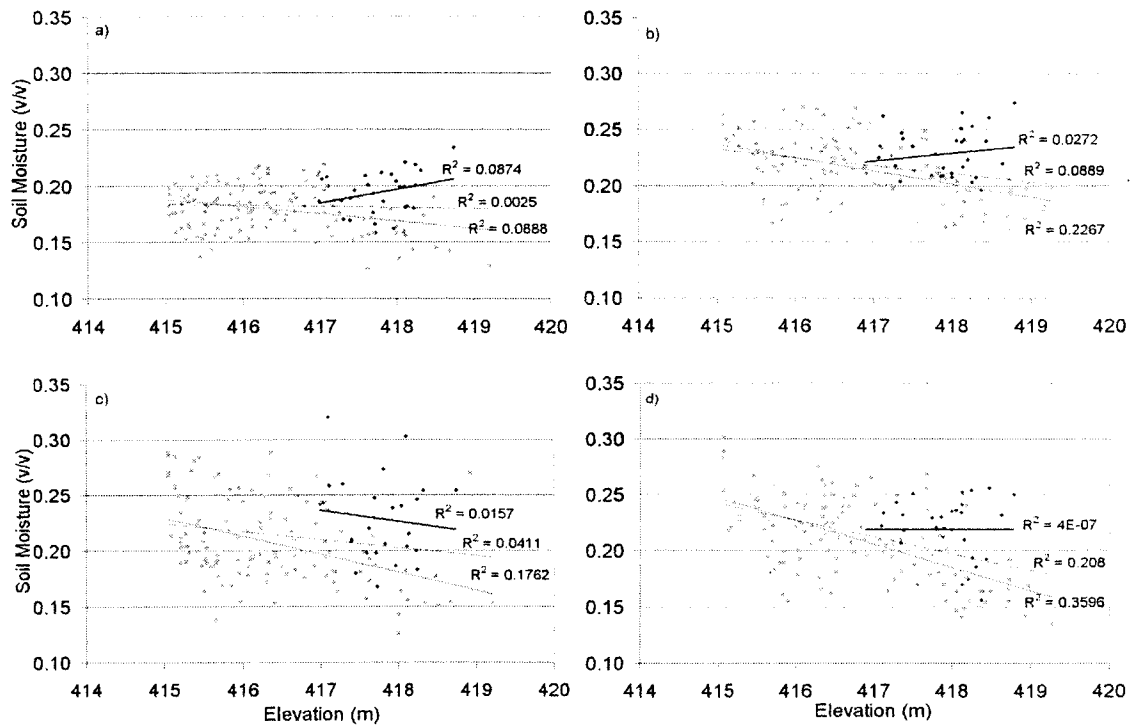 a)
Soil Moisture (v/v)
0.35
0.30
0.25
0.20
0.15
0.10
R² = 0.0874
R² = 0.0025
R² = 0.0888
414 415 416 417 418 419 420
b)
0.35
0.30
0.25
0.20
0.15
0.10
R² = 0.0272
R² = 0.0889
R² = 0.2267
414 415 416 417 418 419 420
c)
Soil Moisture (v/v)
0.35
0.30
0.25
0.20
0.15
0.10
R² = 0.0157
R² = 0.0411
R² = 0.1762
414 415 416 417 418 419 420
Elevation (m)
d)
0.35
0.30
0.25
0.20
0.15
0.10
R² = 4E-07
R² = 0.208
R² = 0.3596
414 415 416 417 418 419 420
Elevation (m)